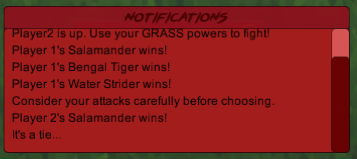 NOTIFICATIONS
Player2 is up. Use your GRASS powers to fight!
Player 1's Salamander wins!
Player 1's Bengal Tiger wins!
Player 1's Water Strider wins!
Consider your attacks carefully before choosing.
Player 2's Salamander wins!
It's a tie...